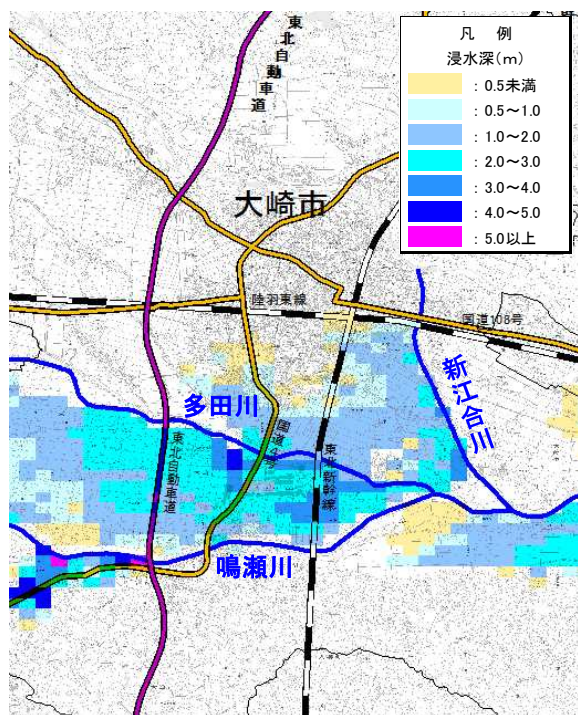 東北自動車道
凡 例
浸水深(m)
: 0.5未満
: 0.5～1.0
: 1.0～2.0
: 2.0～3.0
: 3.0～4.0
: 4.0～5.0
: 5.0以上
大崎市
陸羽東線
国道108号
新江合川
多田川
国道4号
東北自動車道
東北新幹線
鳴瀬川